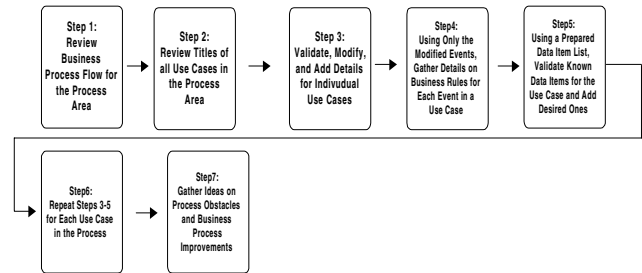 Step 1:
Review
Business
Process Flow for
the Process
Area
Step 2:
Review Titles of
all Use Cases in
the Process
Area
Step 3:
Validate, Modify,
and Add Details
for Indivudual
Use Cases
Step4:
Using Only the
Modified Events,
Gather Details on
Business Rules for
Each Event in a
Use Case
Step5:
Using a Prepared
Data Item List,
Validate Known
Data Items for the
Use Case and Add
Desired Ones
Step6:
Repeat Steps 3-5
for Each Use Case
in the Process
Step7:
Gather Ideas on
Process Obstacles
and Business
Process
Improvements